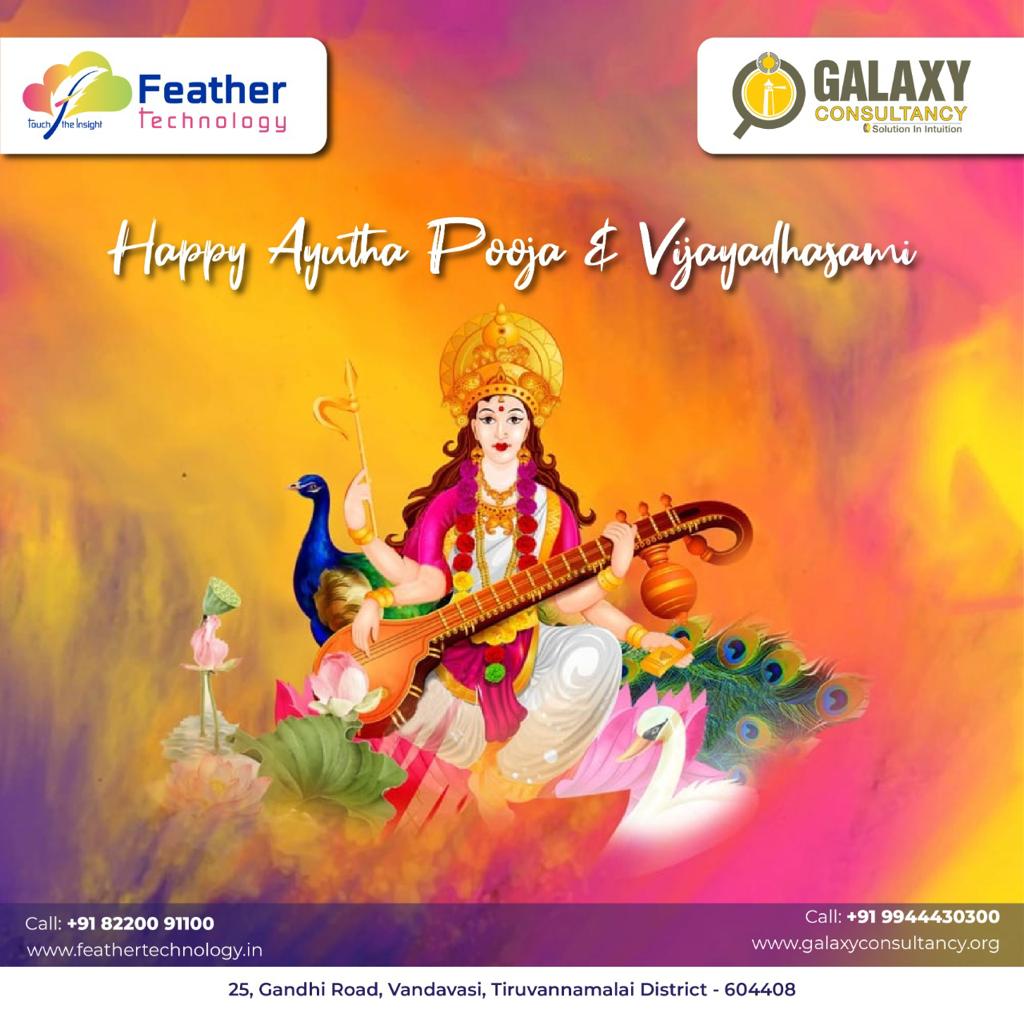 Feather
Technology
Touch the Insight
GALAXY
CONSULTANCY
Solution In Intuition
Happy Ayutha Pooja & Vijayadhasami
Call: +91 82200 91100
www.feathertechnology.in
Call: +91 9944430300
www.galaxyconsultancy.org
25, Gandhi Road, Vandavasi, Tiruvannamalai District - 604408